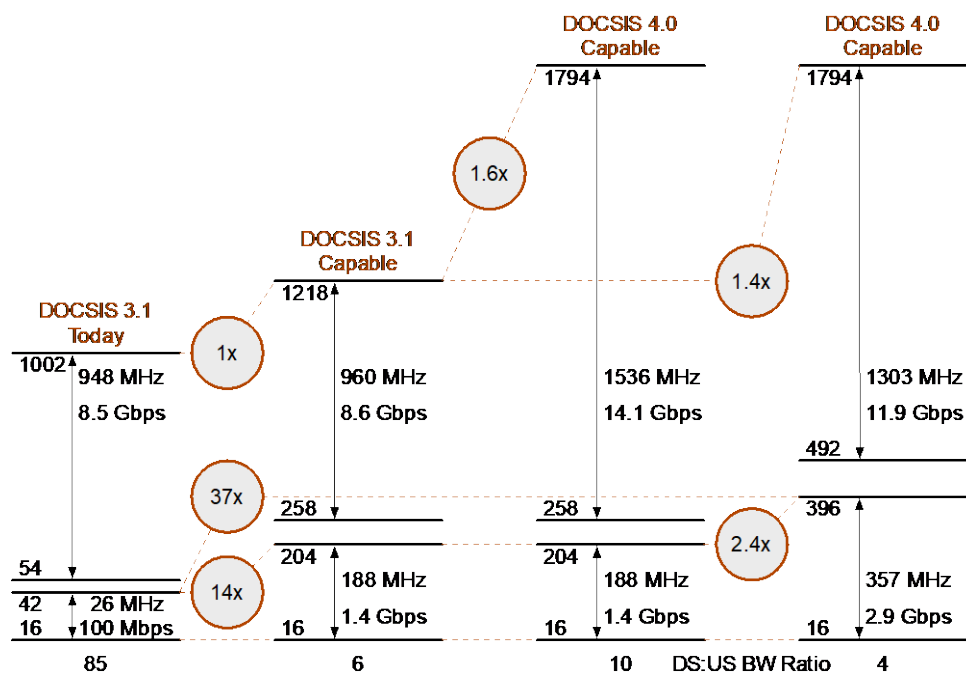 DOCSIS 4.0
Capable
1794
DOCSIS 4.0
Capable
1794
1.6x
DOCSIS 3.1
Capable
1218
1.4x
DOCSIS 3.1
Today
1002
1x
948 MHz
8.5 Gbps
960 MHz
8.6 Gbps
1536 MHz
14.1 Gbps
1303 MHz
11.9 Gbps
492
37x
258
258
396
54
204
204
2.4x
42
26 MHz
100 Mbps
16
14x
188 MHz
1.4 Gbps
16
188 MHz
1.4 Gbps
16
357 MHz
2.9 Gbps
16
85 6 10 DS:US BW Ratio 4